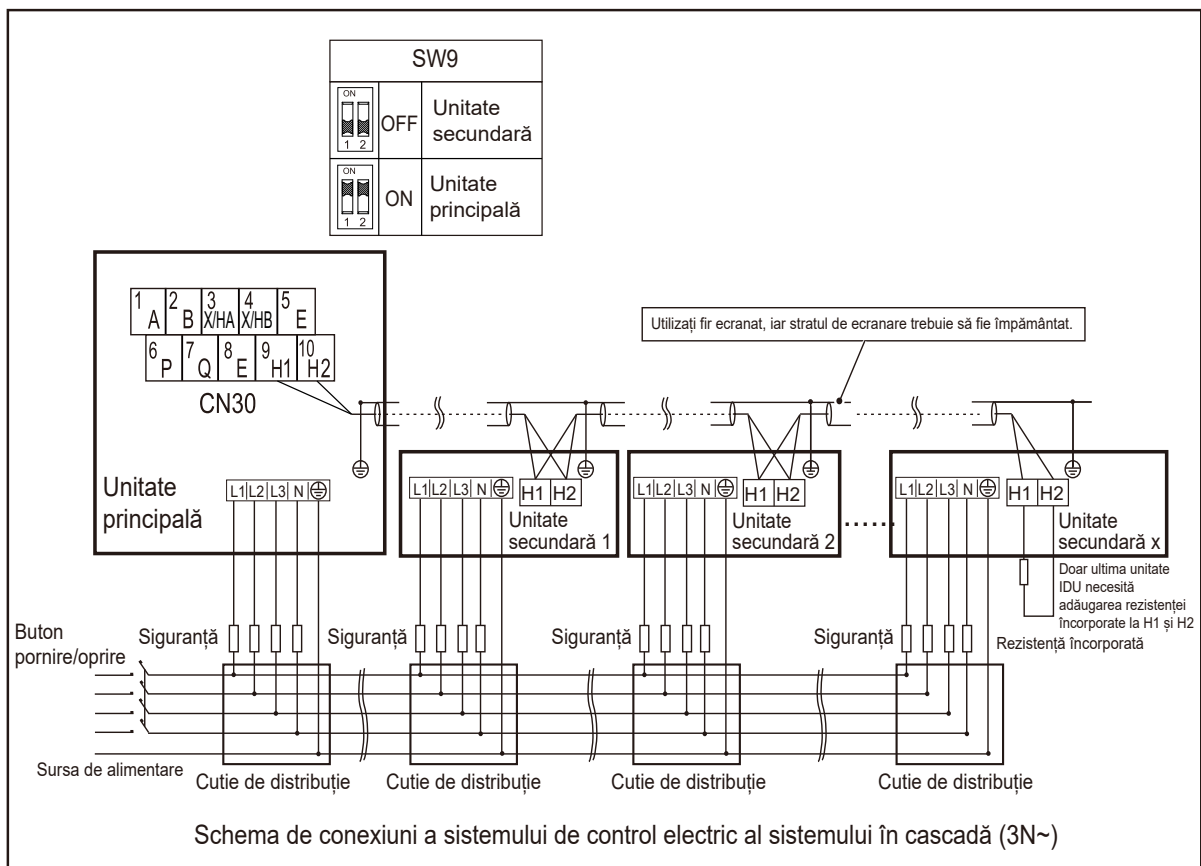 SW9
ON
1 2
OFF
Unitate
secundară
ON
1 2
ON
Unitate
principală
1 A 2 B 3 X/HA 4 X/HB 5 E
6 P 7 Q 8 E 9 H1 10 H2
CN30
Utilizați fir ecranat, iar stratul de ecranare trebuie să fie împământat.
Unitate
principală
L1 L2 L3 N
L1 L2 L3 N
H1 H2
Unitate
secundară 1
L1 L2 L3 N
H1 H2
Unitate
secundară 2
L1 L2 L3 N
H1 H2
Unitate
secundară x
Doar ultima unitate
IDU necesită
adăugarea rezistenței
încorporate la H1 și H2
Rezistență încorporată
Buton
pornire/oprire
Siguranță
Siguranță
Siguranță
Siguranță
Sursa de alimentare
Cutie de distribuție
Cutie de distribuție
Cutie de distribuție
Cutie de distribuție
Schema de conexiuni a sistemului de control electric al sistemului în cascadă (3N~)